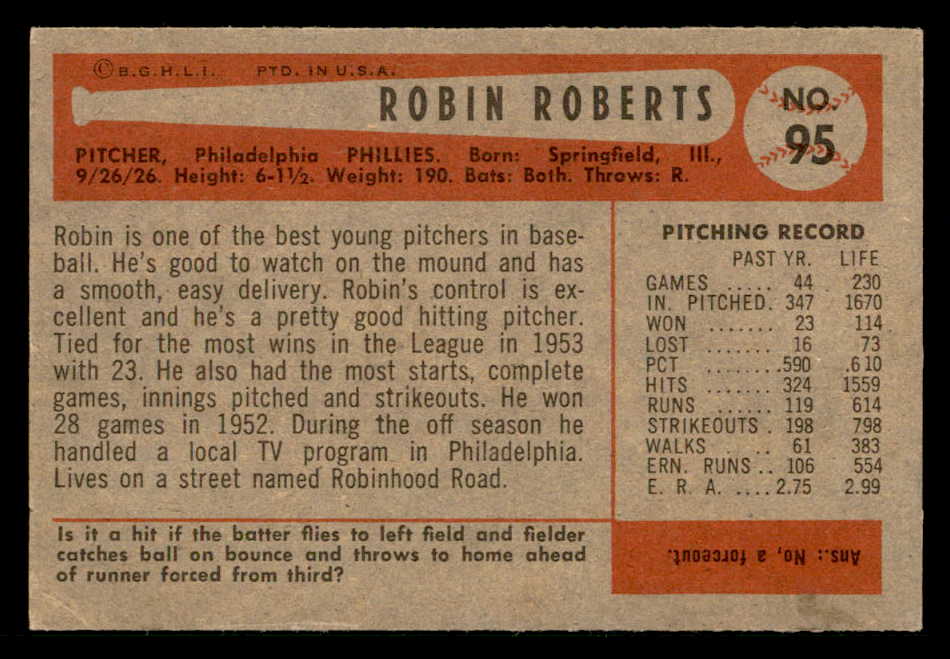 © B.G.H.L.I. PTD. IN U.S.A.
ROBIN ROBERTS
NO.
95
PITCHER, Philadelphia PHILLIES. Born: Springfield, Ill.,
9/26/26. Height: 6-1½. Weight: 190. Bats: Both. Throws: R.
Robin is one of the best young pitchers in base-
ball. He's good to watch on the mound and has
a smooth, easy delivery. Robin's control is ex-
cellent and he's a pretty good hitting pitcher.
Tied for the most wins in the League in 1953
with 23. He also had the most starts, complete
games, innings pitched and strikeouts. He won
28 games in 1952. During the off season he
handled a local TV program in Philadelphia.
Lives on a street named Robinhood Road.
PITCHING RECORD
PAST YR. LIFE
GAMES ..... 44 230
IN. PITCHED. 347 1670
WON ....... 23 114
LOST ....... 16 73
PCT ........590 .610
HITS ....... 324 1559
RUNS ...... 119 614
STRIKEOUTS . 198 798
WALKS . .. 61 383
ERN. RUNS .. 106 554
E. R. A. ....2.75 2.99
Is it a hit if the batter flies to left field and fielder
catches ball on bounce and throws to home ahead
of runner forced from third?
Ans.: No, a forceout.